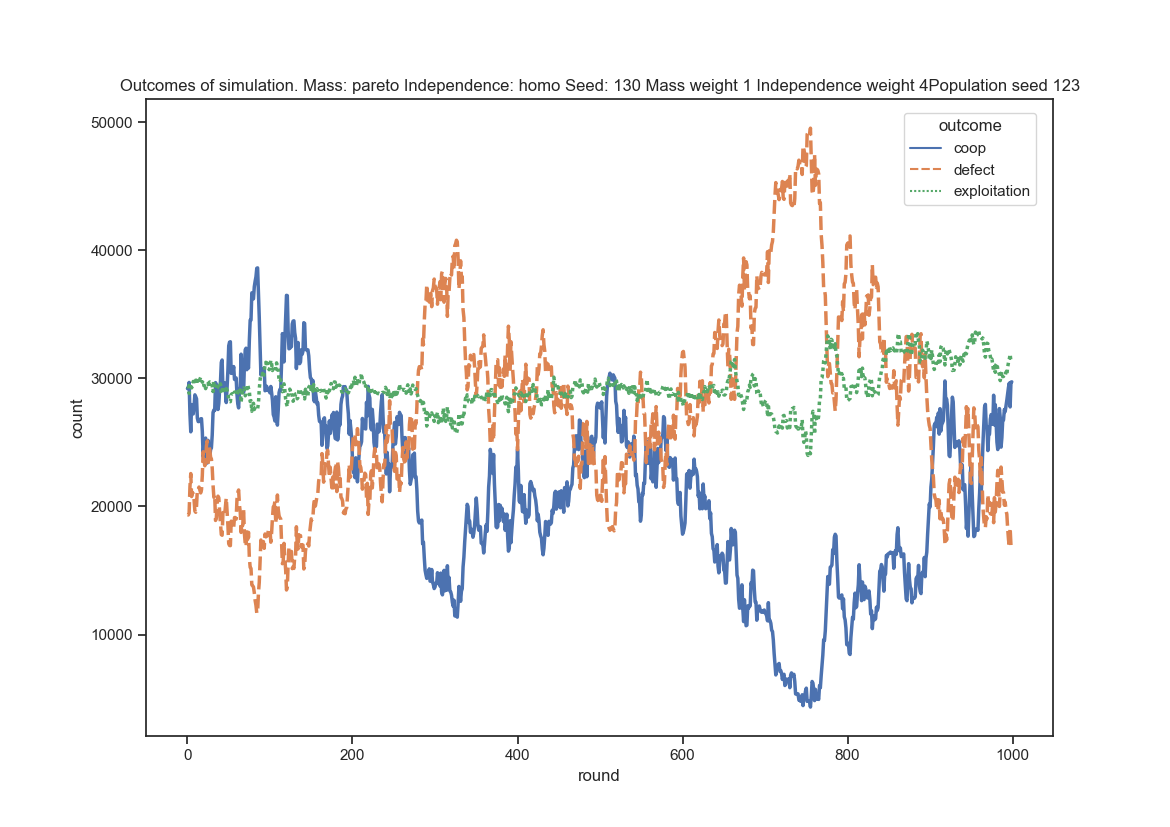 Outcomes of simulation. Mass: pareto Independence: homo Seed: 130 Mass weight 1 Independence weight 4Population seed 123
50000
40000
30000
20000
10000
count
outcome
coop
defect
exploitation
0 200 400 600 800 1000
round